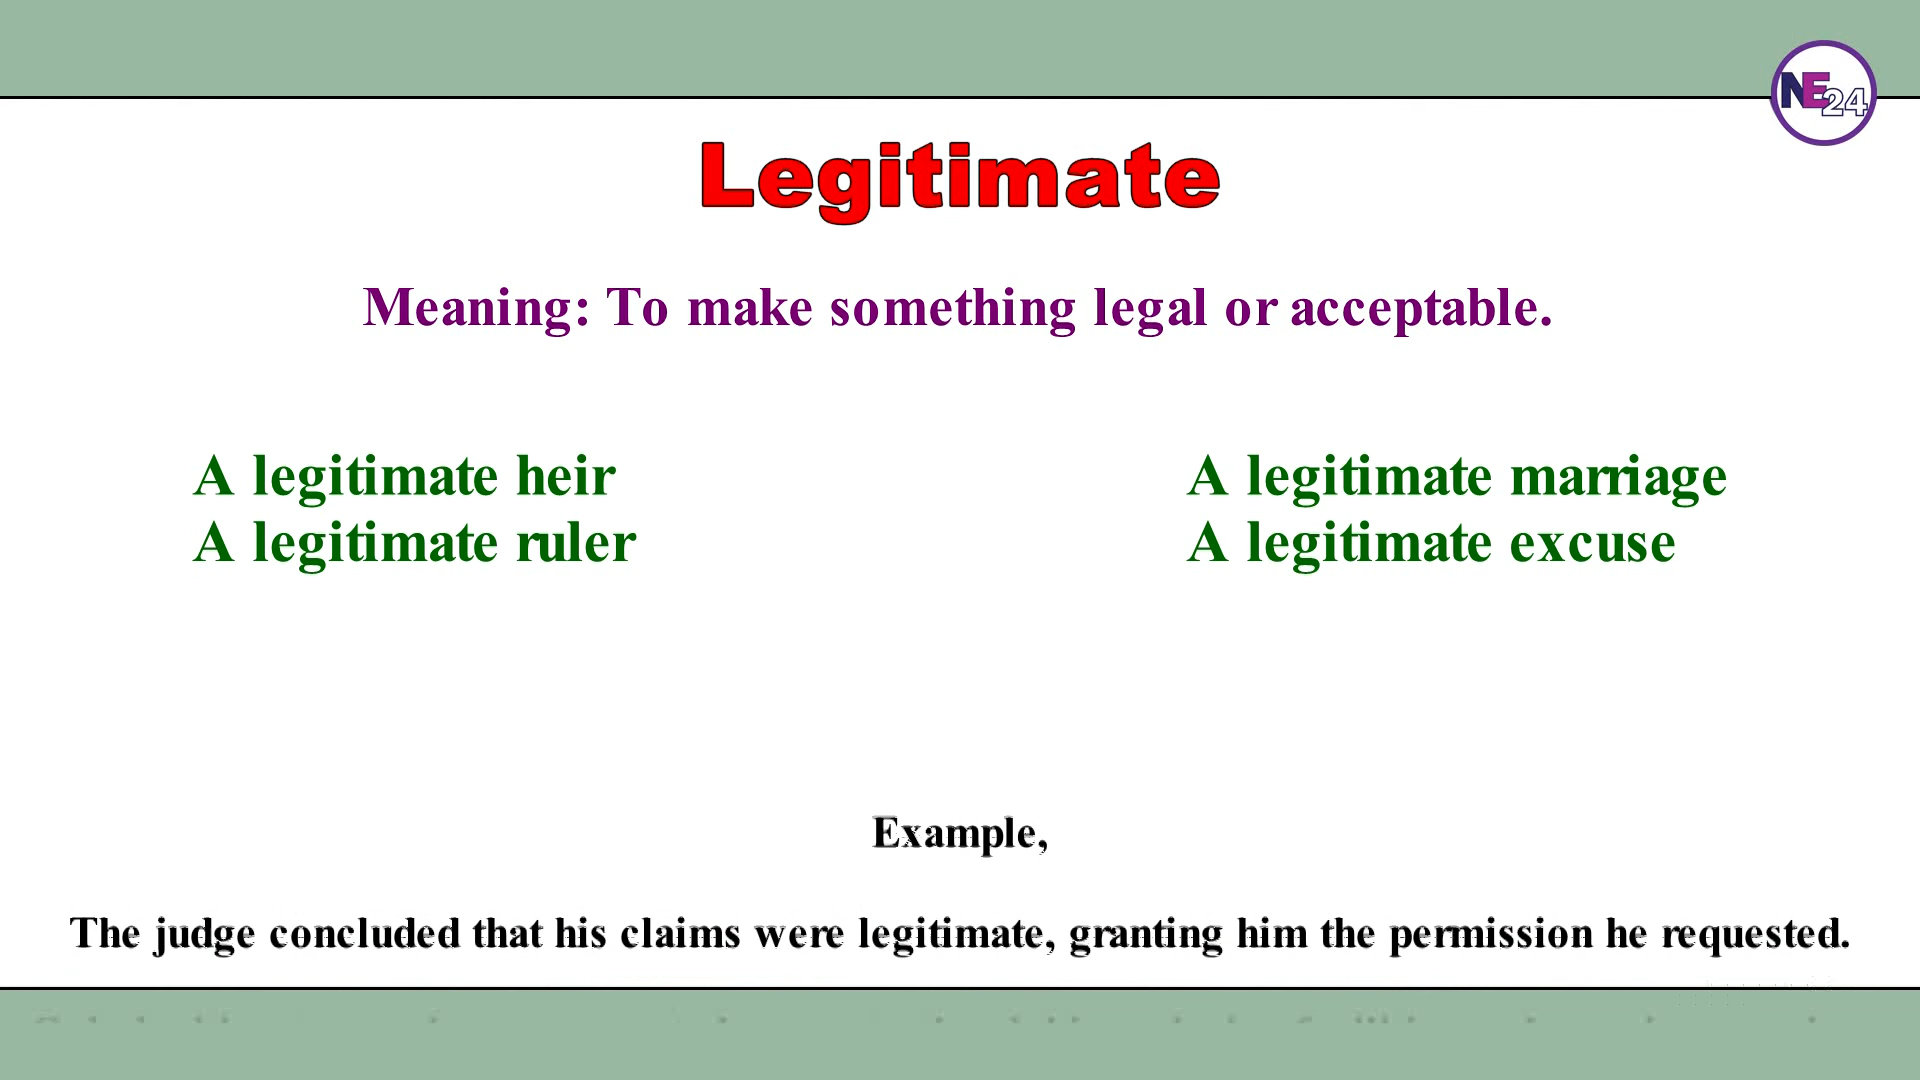 NE24
Legitimate
Meaning: To make something legal or acceptable.
A legitimate heir
A legitimate ruler
A legitimate marriage
A legitimate excuse
Example,
The judge concluded that his claims were legitimate, granting him the permission he requested.